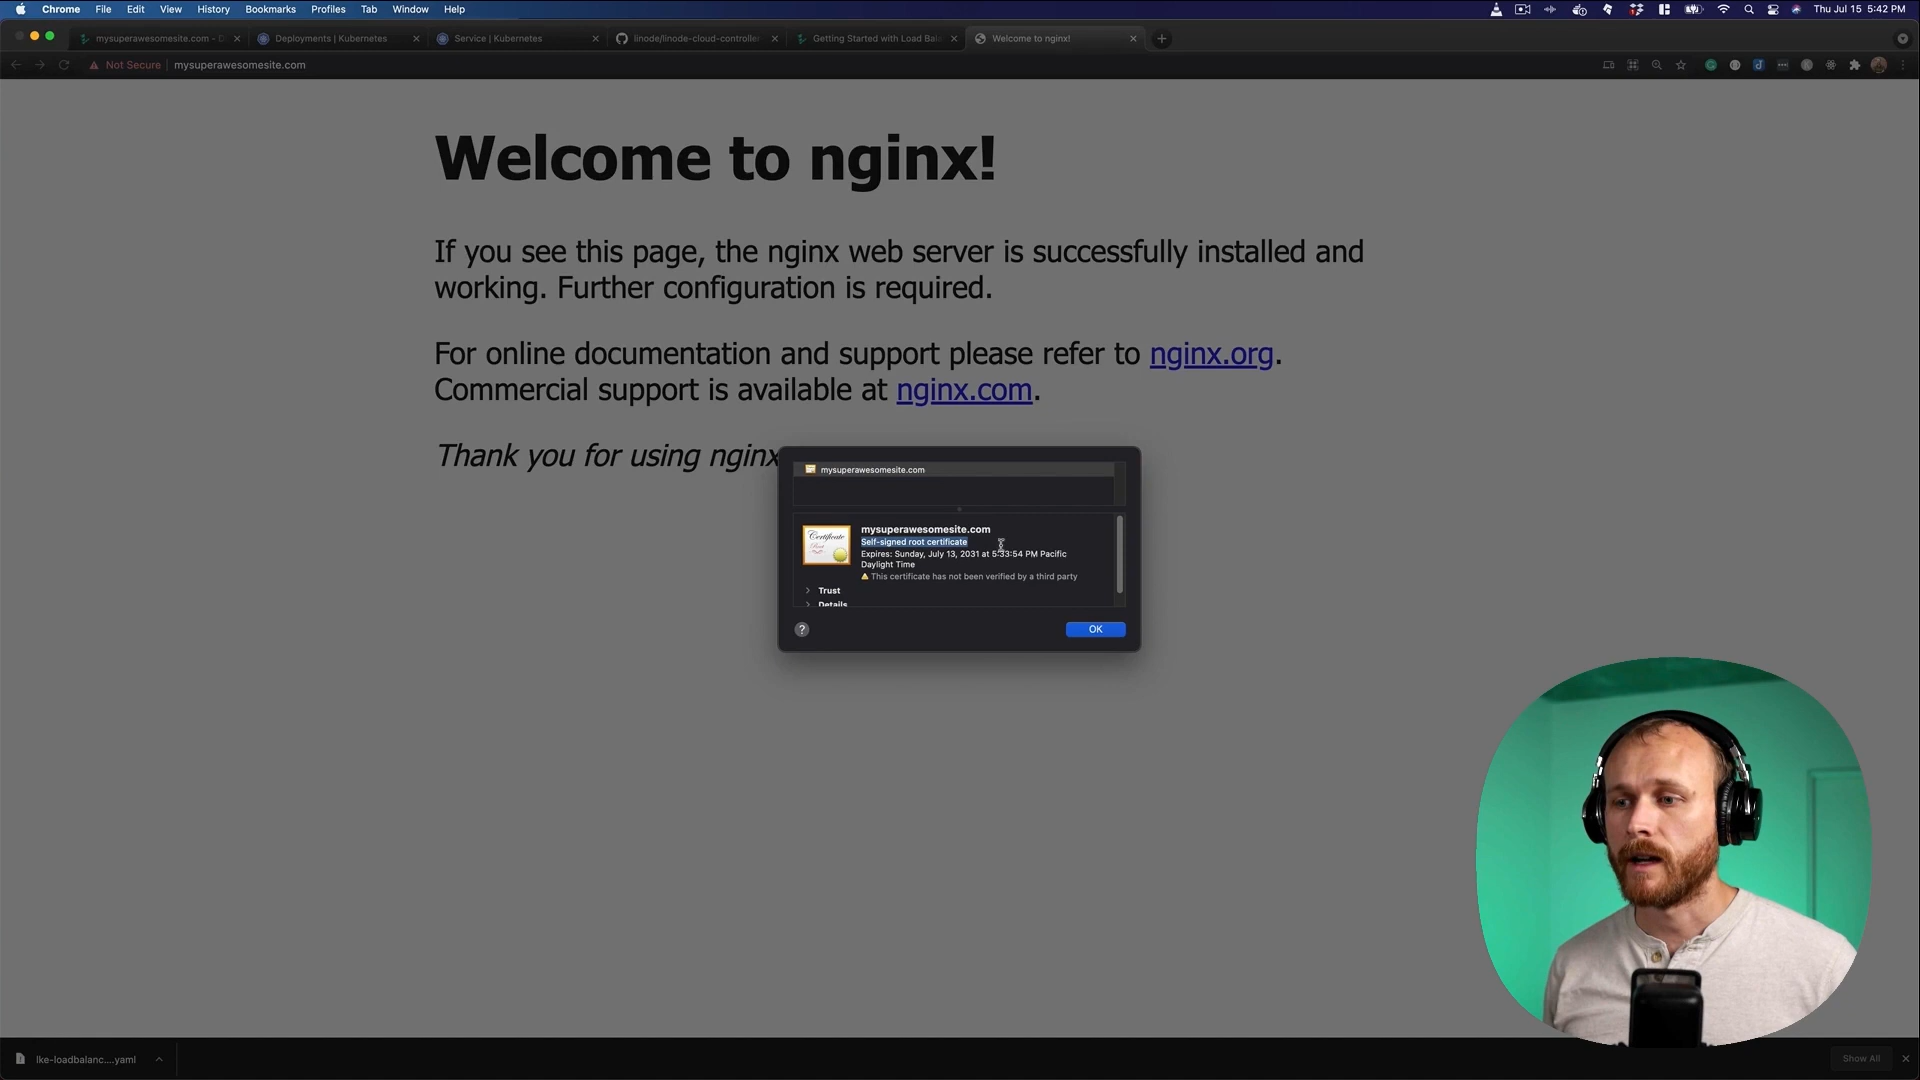 Chrome File Edit View History Bookmarks Profiles Tab Window Help Thu Jul 15 5:42 PM
mysuperawesomesite.com - D Deployments | Kubernetes Service | Kubernetes linode/linode-cloud-controller Getting Started with Load Bala Welcome to nginx!
Not Secure mysuperawesomesite.com
Welcome to nginx!
If you see this page, the nginx web server is successfully installed and
working. Further configuration is required.
For online documentation and support please refer to nginx.org.
Commercial support is available at nginx.com.
Thank you for using nginx
mysuperawesomesite.com
mysuperawesomesite.com
Certificate
Self-signed root certificate
Expires: Sunday, July 13, 2031 at 5:33:54 PM Pacific
Daylight Time
This certificate has not been verified by a third party
Trust
Details
? OK
lke-loadbalanc....yaml Show All